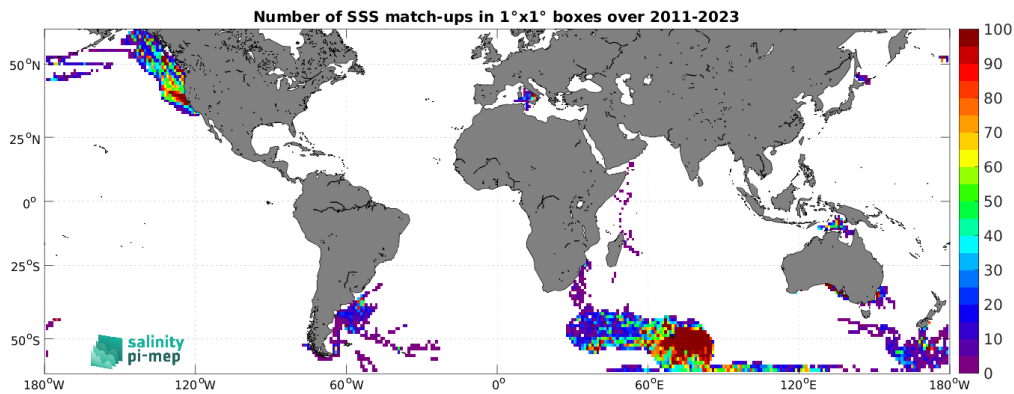 Number of SSS match-ups in 1°x1° boxes over 2011-2023
50°N
25°N
0°
25°S
50°S
180°W
120°W
60°W
0°
60°E
120°E
180°W
100
90
80
70
60
50
40
30
20
10
0
salinity
pi-mep